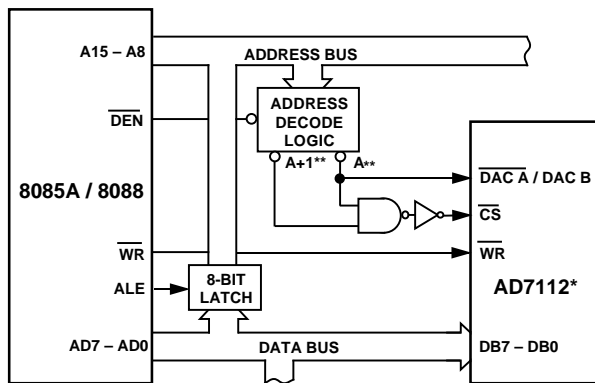 A15 – A8
ADDRESS BUS
DEN
ADDRESS
DECODE
LOGIC
A+1**
A**
8085A / 8088
DAC A / DAC B
CS
WR
WR
ALE
8-BIT
LATCH
AD7112*
AD7 – AD0
DATA BUS
DB7 – DB0